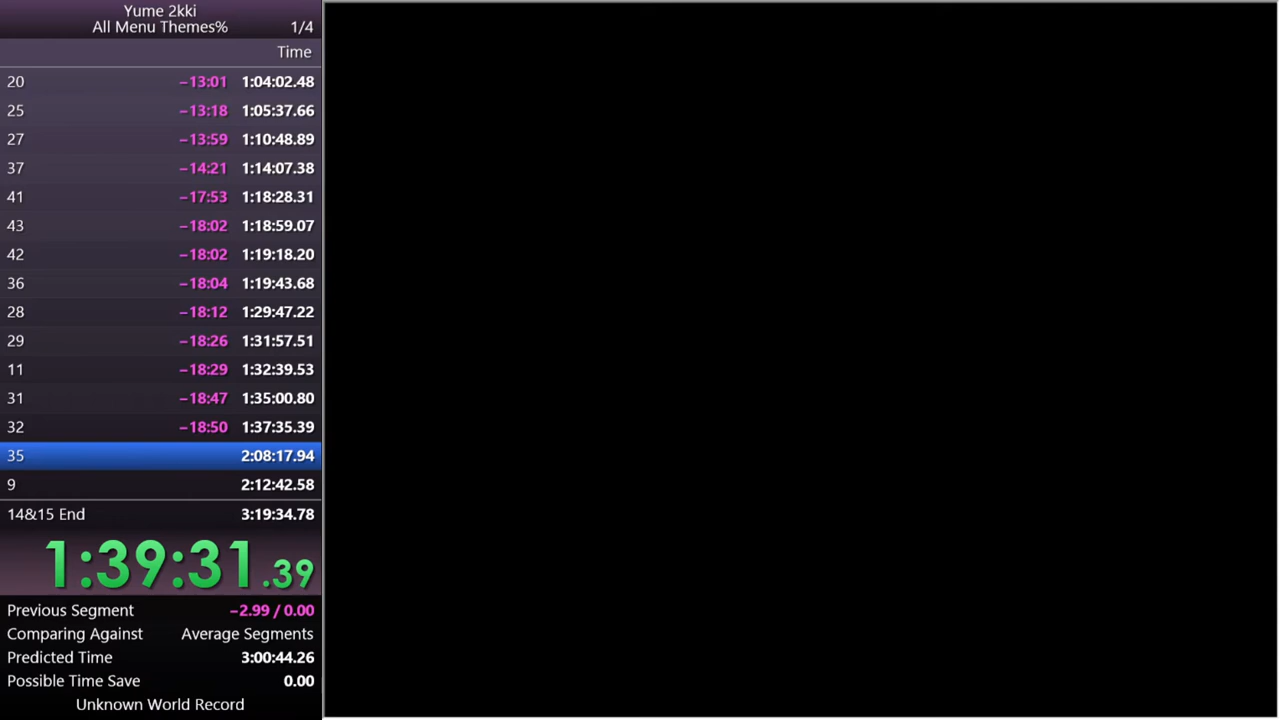 Yume 2kki
All Menu Themes% 1/4
Time
20 −13:01 1:04:02.48
25 −13:18 1:05:37.66
27 −13:59 1:10:48.89
37 −14:21 1:14:07.38
41 −17:53 1:18:28.31
43 −18:02 1:18:59.07
42 −18:02 1:19:18.20
36 −18:04 1:19:43.68
28 −18:12 1:29:47.22
29 −18:26 1:31:57.51
11 −18:29 1:32:39.53
31 −18:47 1:35:00.80
32 −18:50 1:37:35.39
35 2:08:17.94
9 2:12:42.58
14&15 End 3:19:34.78
1:39:31.39
Previous Segment −2.99 / 0.00
Comparing Against Average Segments
Predicted Time 3:00:44.26
Possible Time Save 0.00
Unknown World Record